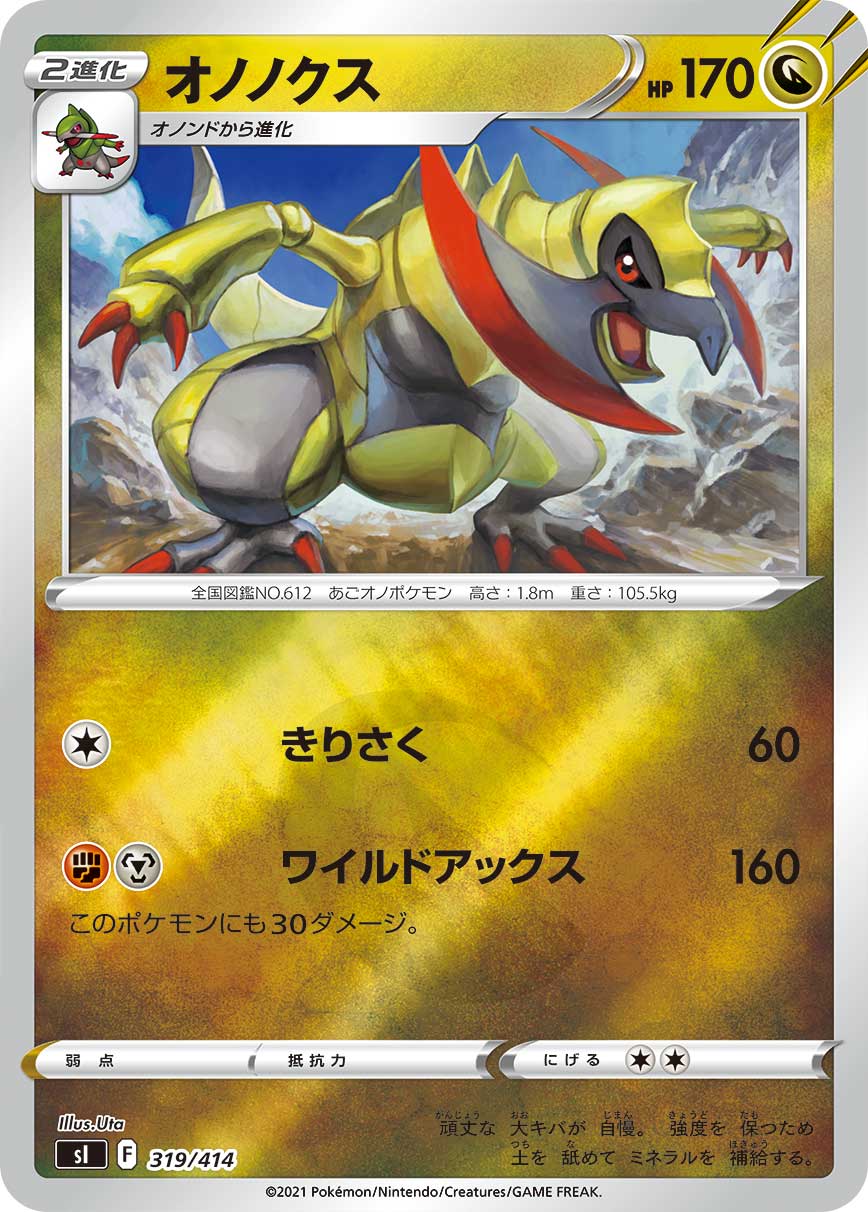 2進化 オノノクス HP 170
オノンドから進化
全国図鑑NO.612 あごオノポケモン 高さ:1.8m 重さ:105.5kg
きりさく 60
ワイルドアックス 160
このポケモンにも30ダメージ。
弱点 抵抗力 にげる
Illus.Uta
頑丈な 大キバが 自慢。 強度を 保つため
土を 舐めて ミネラルを 補給する。
sI F 319/414
©2021 Pokémon/Nintendo/Creatures/GAME FREAK.